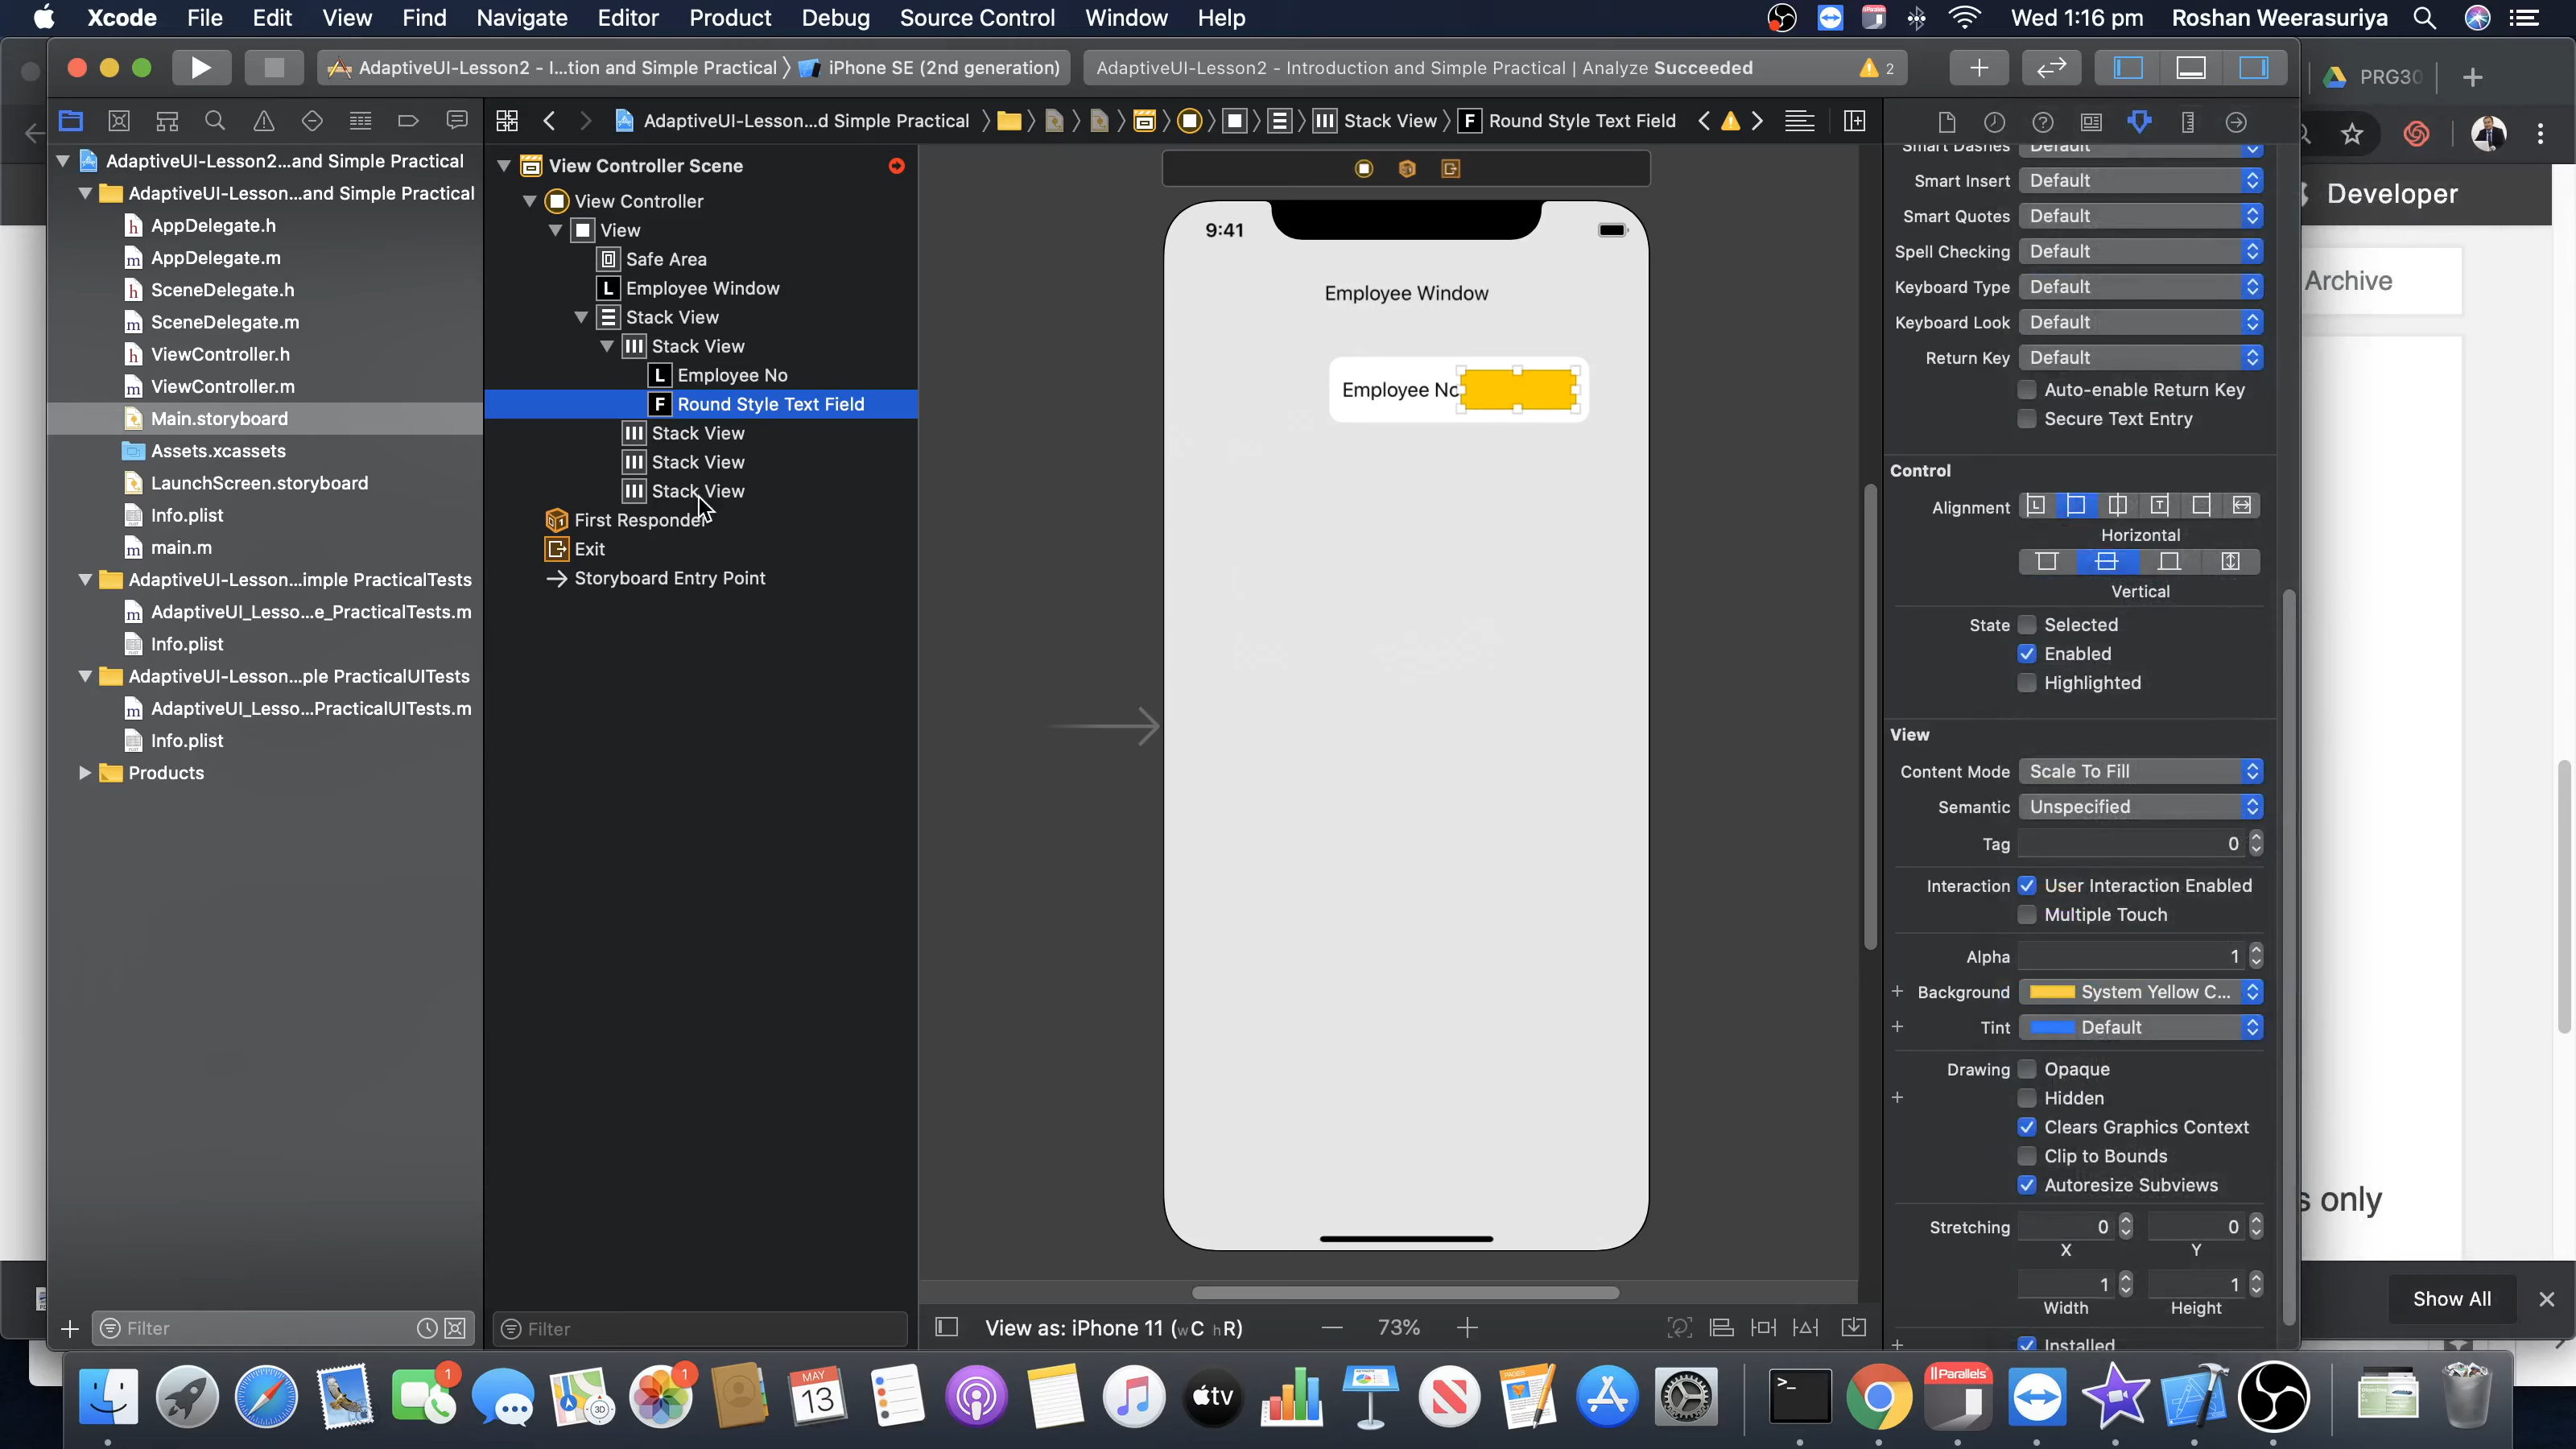 Xcode File Edit View Find Navigate Editor Product Debug Source Control Window Help Wed 1:16 pm Roshan Weerasuriya
AdaptiveUI-Lesson2 - I...tion and Simple Practical 〉 iPhone SE (2nd generation)
AdaptiveUI-Lesson2 - Introduction and Simple Practical | Analyze Succeeded
2
AdaptiveUI-Lesson...d Simple Practical
Stack View
Round Style Text Field
AdaptiveUI-Lesson2...and Simple Practical
AdaptiveUI-Lesson...and Simple Practical
AppDelegate.h
AppDelegate.m
SceneDelegate.h
SceneDelegate.m
ViewController.h
ViewController.m
Main.storyboard
Assets.xcassets
LaunchScreen.storyboard
Info.plist
main.m
AdaptiveUI-Lesson...imple PracticalTests
AdaptiveUI_Lesso...e_PracticalTests.m
Info.plist
AdaptiveUI-Lesson...ple PracticalUITests
AdaptiveUI_Lesso...PracticalUITests.m
Info.plist
Products
Filter
View Controller Scene
View Controller
View
Safe Area
Employee Window
Stack View
Stack View
Employee No
Round Style Text Field
Stack View
Stack View
Stack View
First Responder
Exit
Storyboard Entry Point
Filter
9:41
Employee Window
Employee No
View as: iPhone 11 (wC hR)
73%
Smart Dashes Default
Smart Insert Default
Smart Quotes Default
Spell Checking Default
Keyboard Type Default
Keyboard Look Default
Return Key Default
Auto-enable Return Key
Secure Text Entry
Control
Alignment
Horizontal
Vertical
State Selected
Enabled
Highlighted
View
Content Mode Scale To Fill
Semantic Unspecified
Tag 0
Interaction User Interaction Enabled
Multiple Touch
Alpha 1
Background System Yellow C...
Tint Default
Drawing Opaque
Hidden
Clears Graphics Context
Clip to Bounds
Autoresize Subviews
Stretching 0 0
X Y
1 1
Width Height
Installed
PRG30
Developer
Archive
s only
Show All
1
3D
1
MAY
13
tv
Parallels